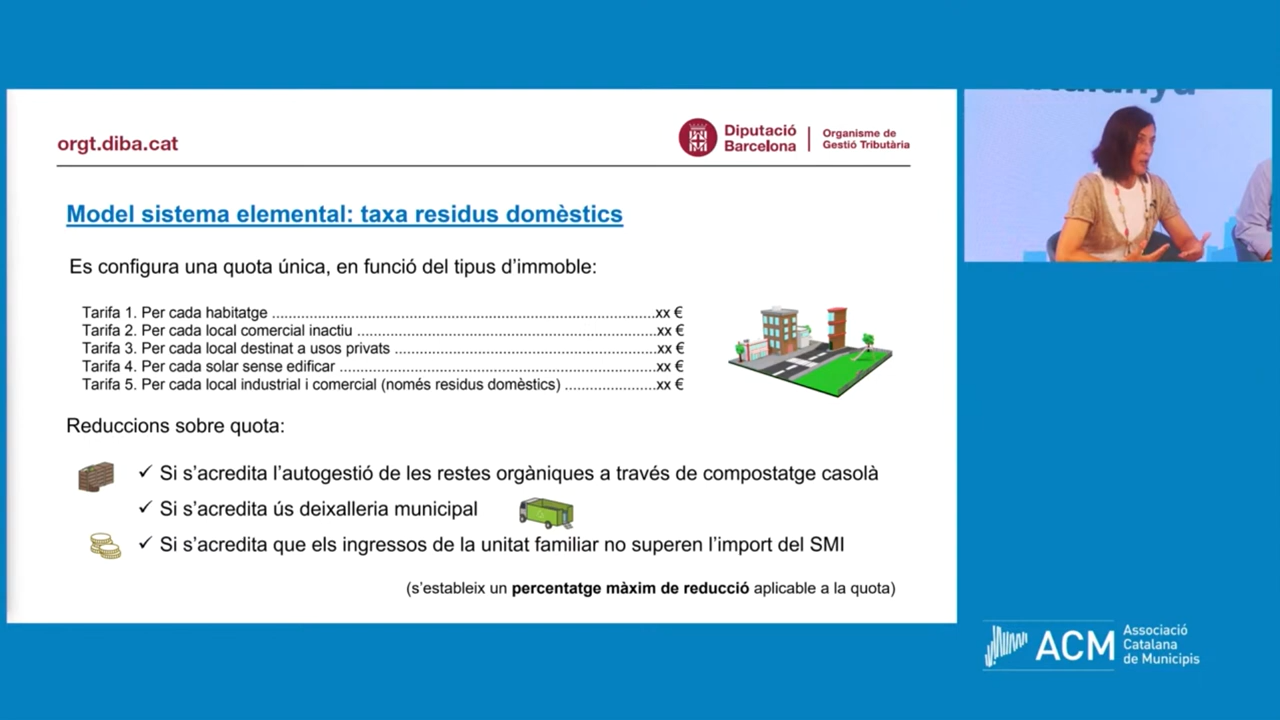 orgt.diba.cat
Diputació
Barcelona
Organisme de
Gestió Tributària
Model sistema elemental: taxa residus domèstics
Es configura una quota única, en funció del tipus d’immoble:
Tarifa 1. Per cada habitatge ..........................................................................................xx €
Tarifa 2. Per cada local comercial inactiu ......................................................................xx €
Tarifa 3. Per cada local destinat a usos privats .............................................................xx €
Tarifa 4. Per cada solar sense edificar ..........................................................................xx €
Tarifa 5. Per cada local industrial i comercial (només residus domèstics) .....................xx €
Reduccions sobre quota:
✓ Si s’acredita l’autogestió de les restes orgàniques a través de compostatge casolà
✓ Si s’acredita ús deixalleria municipal
✓ Si s’acredita que els ingressos de la unitat familiar no superen l’import del SMI
(s’estableix un percentatge màxim de reducció aplicable a la quota)
ACM
Associació
Catalana
de Municipis